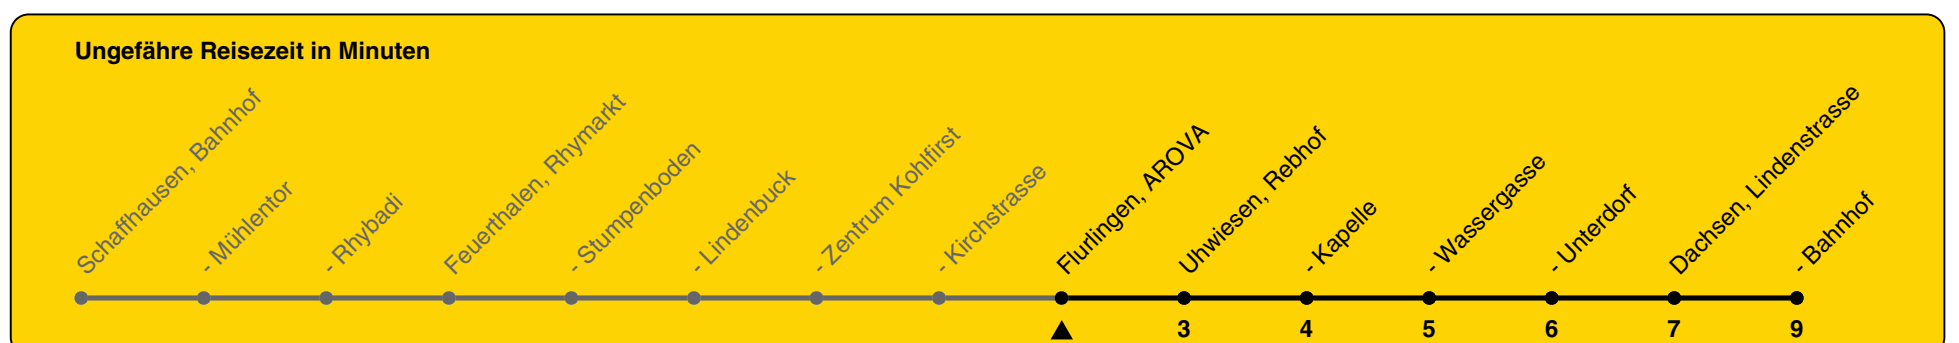 Ungefähre Reisezeit in Minuten
Schaffhausen, Bahnhof
- Mühlentor
- Rhybadi
Feuerthalen, Rhymarkt
- Stumpenboden
- Lindenbuck
- Zentrum Kohlfirst
- Kirchstrasse
Flurlingen, AROVA
Uhwiesen, Rebhof
- Kapelle
- Wassergasse
- Unterdorf
Dachsen, Lindenstrasse
- Bahnhof
3 4 5 6 7 9